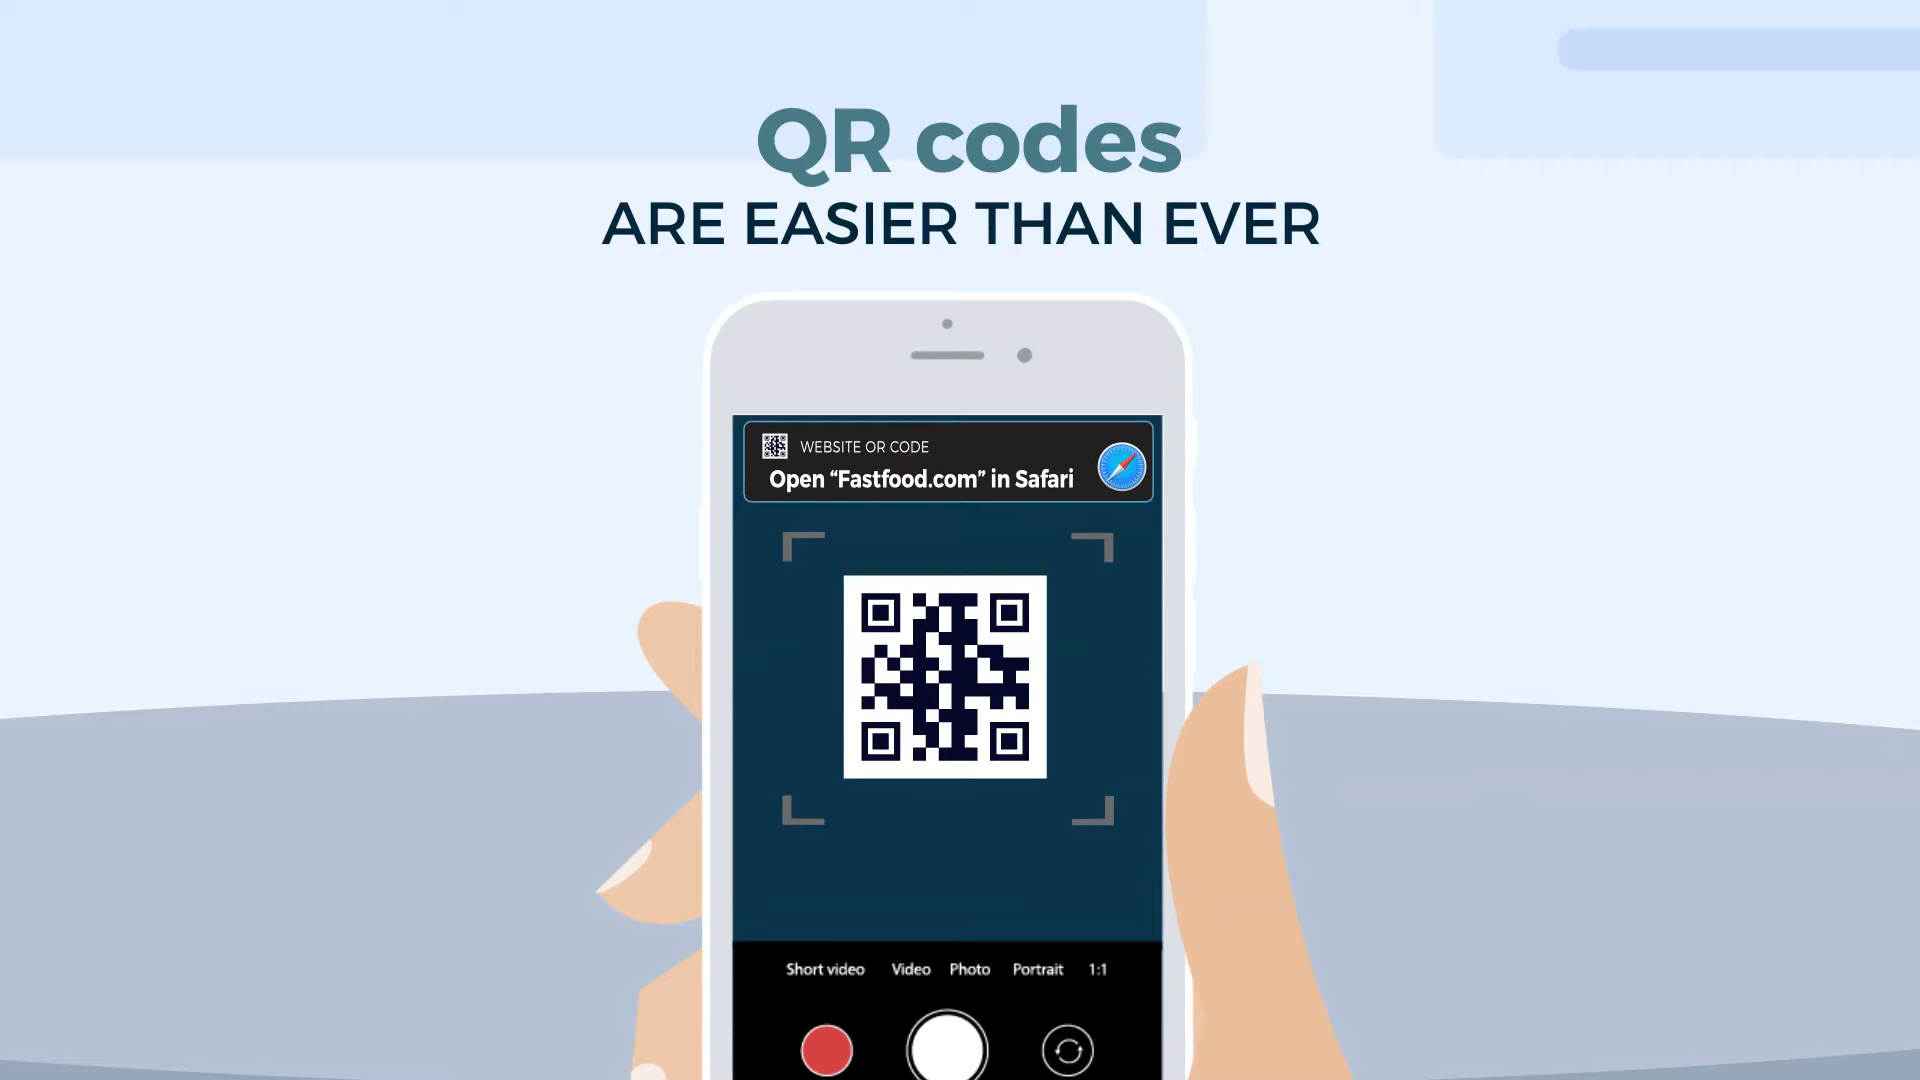 QR codes
ARE EASIER THAN EVER
WEBSITE QR CODE
Open “Fastfood.com” in Safari
Short video Video Photo Portrait 1:1